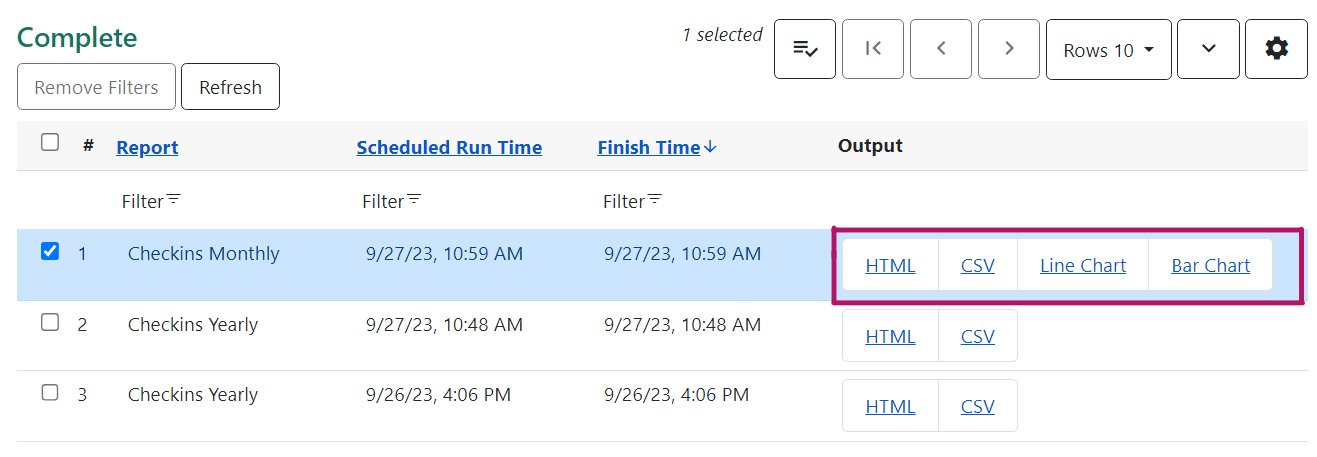 Complete
1 selected
Rows 10
Remove Filters Refresh
# Report Scheduled Run Time Finish Time Output
Filter Filter Filter
1 Checkins Monthly 9/27/23, 10:59 AM 9/27/23, 10:59 AM HTML CSV Line Chart Bar Chart
2 Checkins Yearly 9/27/23, 10:48 AM 9/27/23, 10:48 AM HTML CSV
3 Checkins Yearly 9/26/23, 4:06 PM 9/26/23, 4:06 PM HTML CSV